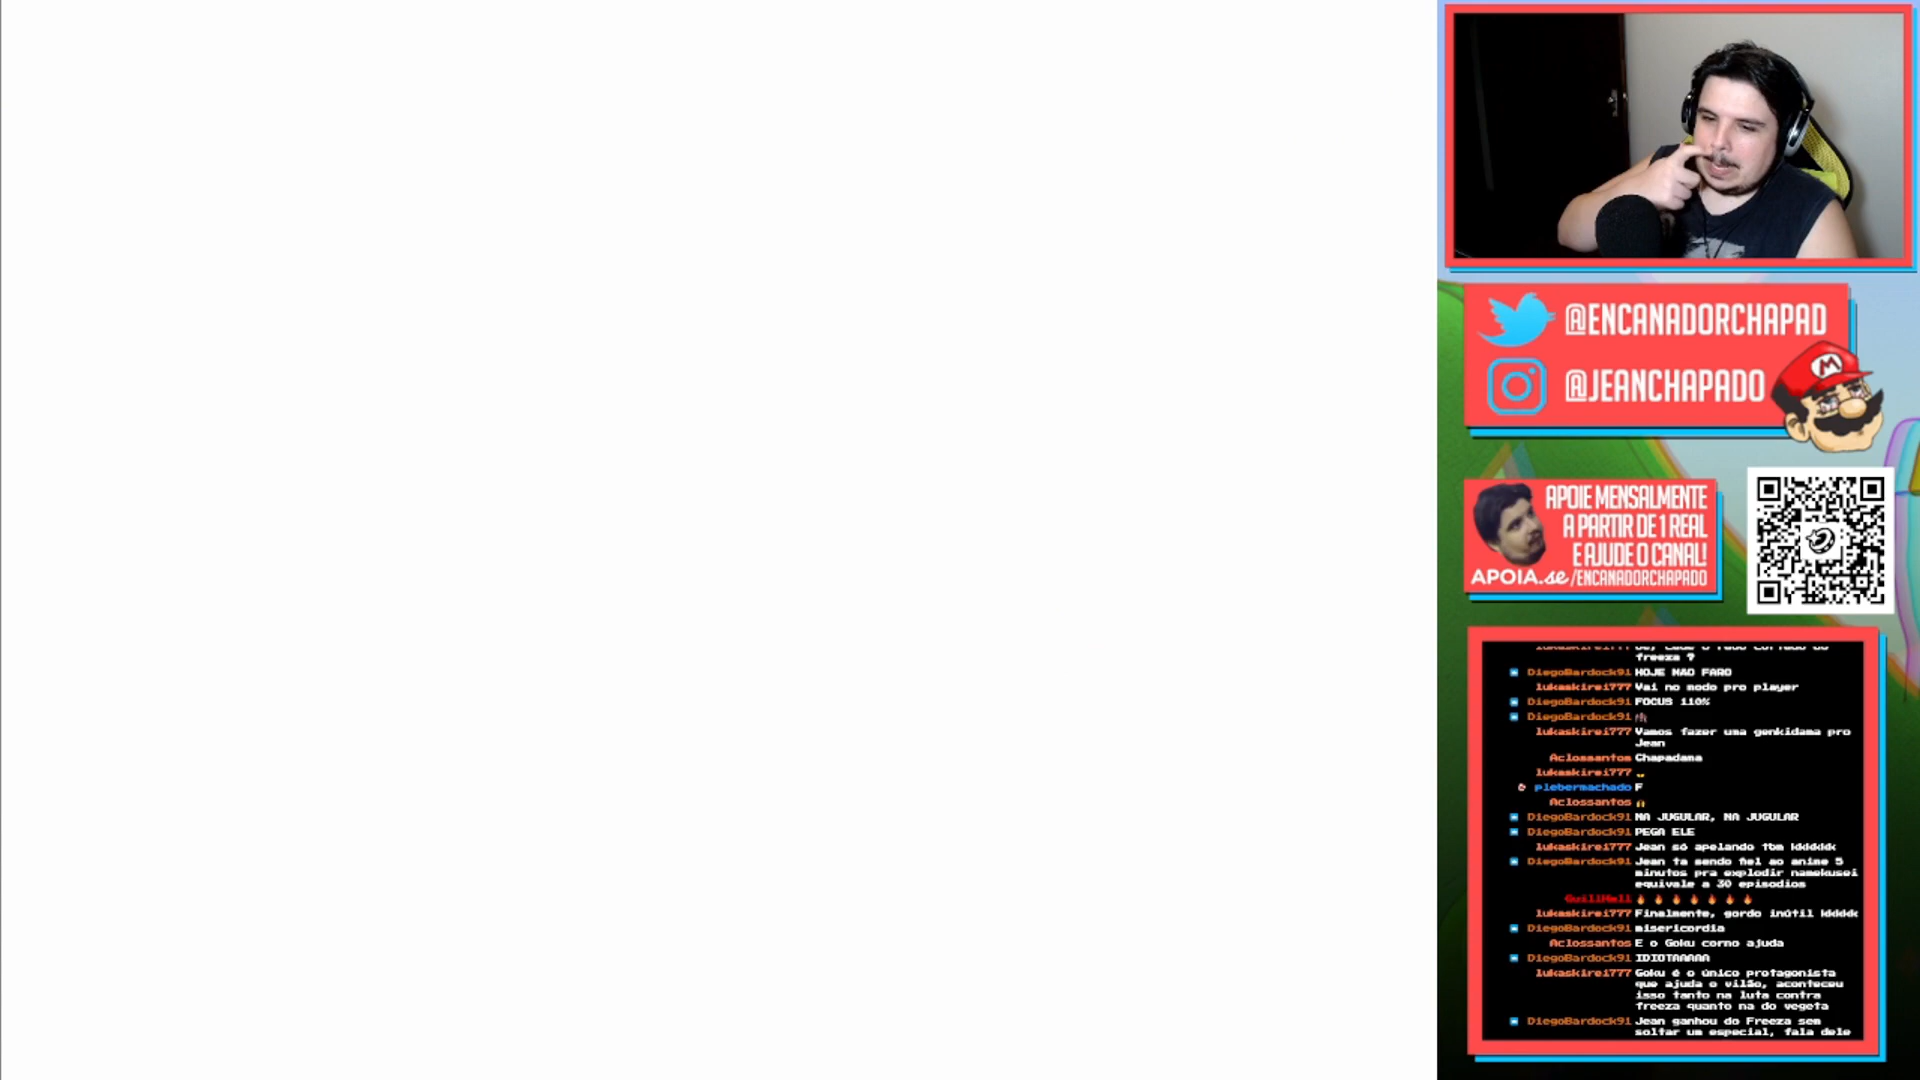 @ENCANADORCHAPAD
@JEANCHAPADO
M
APOIE MENSALMENTE
A PARTIR DE 1 REAL
E AJUDE O CANAL!
APOIA.se/ENCANADORCHAPADO
freeza ?
DiegoBardock91 HOJE NAO FARO
lukaskirei777 Vai no modo pro player
DiegoBardock91 FOCUS 110%
DiegoBardock91
lukaskirei777 Vamos fazer uma genkidama pro
Jean
Aclossantos Chapadama
lukaskirei777
plebermachado F
Aclossantos
DiegoBardock91 NA JUGULAR, NA JUGULAR
DiegoBardock91 PEGA ELE
lukaskirei777 Jean só apelando tbm kkkkkk
DiegoBardock91 Jean ta sendo fiel ao anime 5
minutos pra explodir namekusei
equivale a 30 episodios
lukaskirei777 Finalmente, gordo inútil kkkkk
DiegoBardock91 misericordia
Aclossantos E o Goku corno ajuda
DiegoBardock91 IDIOTAAAAA
lukaskirei777 Goku é o único protagonista
que ajuda o vilão, aconteceu
isso tanto na luta contra
freeza quanto na do vegeta
DiegoBardock91 Jean ganhou do Freeza sem
soltar um especial, fala dele